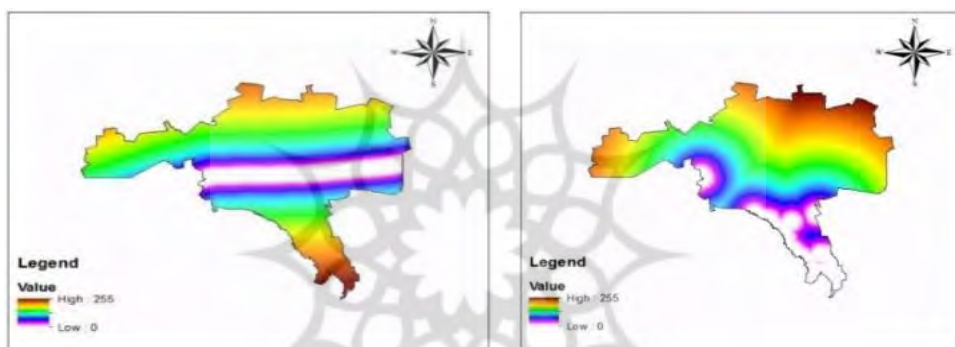 N
W E
S
Legend
Value
High : 255
Low : 0
N
W E
S
Legend
Value
High : 255
Low : 0